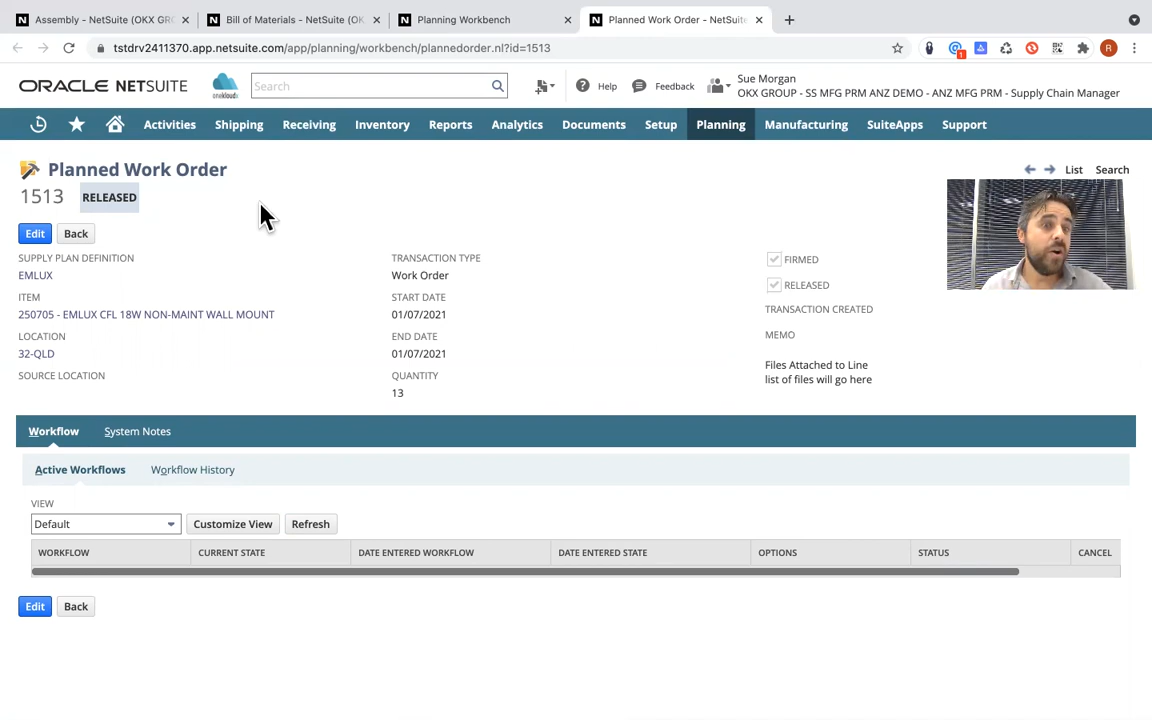 Assembly - NetSuite (OKX GR
Bill of Materials - NetSuite (OK
Planning Workbench
Planned Work Order - NetSuite
tstdrv2411370.app.netsuite.com/app/planning/workbench/plannedorder.nl?id=1513
1
R
ORACLE NETSUITE
onekloudx
Search
Help
Feedback
Sue Morgan
OKX GROUP - SS MFG PRM ANZ DEMO - ANZ MFG PRM - Supply Chain Manager
Activities
Shipping
Receiving
Inventory
Reports
Analytics
Documents
Setup
Planning
Manufacturing
SuiteApps
Support
Planned Work Order
List
Search
1513
RELEASED
Edit
Back
SUPPLY PLAN DEFINITION
EMLUX
ITEM
250705 - EMLUX CFL 18W NON-MAINT WALL MOUNT
LOCATION
32-QLD
SOURCE LOCATION
TRANSACTION TYPE
Work Order
START DATE
01/07/2021
END DATE
01/07/2021
QUANTITY
13
FIRMED
RELEASED
TRANSACTION CREATED
MEMO
Files Attached to Line
list of files will go here
Workflow
System Notes
Active Workflows
Workflow History
VIEW
Default
Customize View
Refresh
WORKFLOW
CURRENT STATE
DATE ENTERED WORKFLOW
DATE ENTERED STATE
OPTIONS
STATUS
CANCEL
Edit
Back